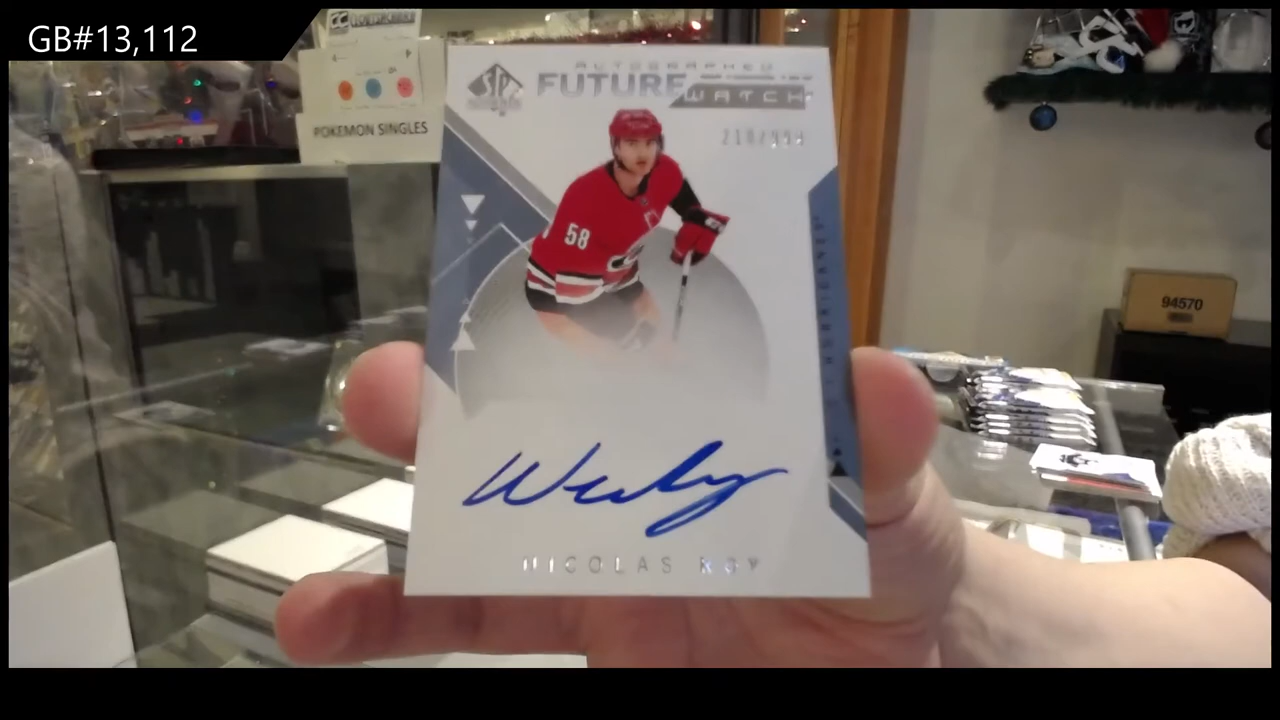 GB#13,112
POKEMON SINGLES
AUTOGRAPHED
FUTURE
WATCH
SP
58
94570
NICOLAS ROY